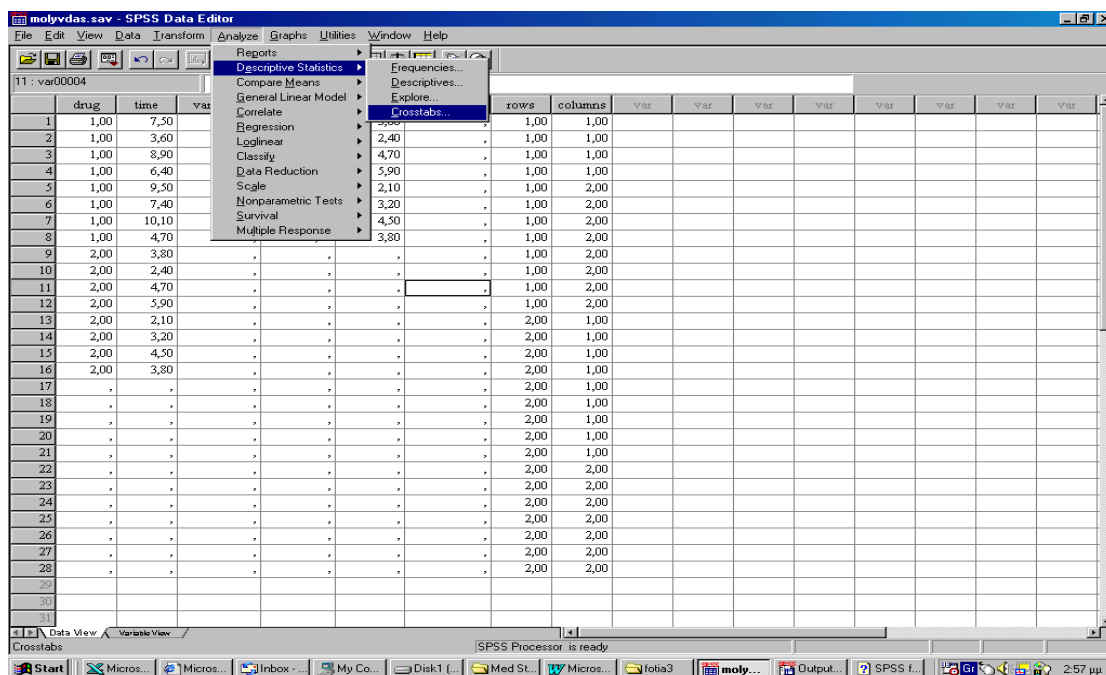 molyvdas.sav - SPSS Data Editor
File Edit View Data Transform Analyze Graphs Utilities Window Help
Reports
Descriptive Statistics
Compare Means
General Linear Model
Correlate
Regression
Loglinear
Classify
Data Reduction
Scale
Nonparametric Tests
Survival
Multiple Response
Frequencies...
Descriptives...
Explore...
Crosstabs...
11 : var00004
drug time var rows columns var var var var var var var var
1 1,00 7,50 , 1,00 1,00
2 1,00 3,60 2,40 , 1,00 1,00
3 1,00 8,90 4,70 , 1,00 1,00
4 1,00 6,40 5,90 , 1,00 1,00
5 1,00 9,50 2,10 , 1,00 2,00
6 1,00 7,40 3,20 , 1,00 2,00
7 1,00 10,10 4,50 , 1,00 2,00
8 1,00 4,70 , , 3,80 , 1,00 2,00
9 2,00 3,80 , , , , 1,00 2,00
10 2,00 2,40 , , , , 1,00 2,00
11 2,00 4,70 , , , , 1,00 2,00
12 2,00 5,90 , , , , 1,00 2,00
13 2,00 2,10 , , , , 2,00 1,00
14 2,00 3,20 , , , , 2,00 1,00
15 2,00 4,50 , , , , 2,00 1,00
16 2,00 3,80 , , , , 2,00 1,00
17 , , , , , , 2,00 1,00
18 , , , , , , 2,00 1,00
19 , , , , , , 2,00 1,00
20 , , , , , , 2,00 1,00
21 , , , , , , 2,00 1,00
22 , , , , , , 2,00 2,00
23 , , , , , , 2,00 2,00
24 , , , , , , 2,00 2,00
25 , , , , , , 2,00 2,00
26 , , , , , , 2,00 2,00
27 , , , , , , 2,00 2,00
28 , , , , , , 2,00 2,00
29
30
31
Data View Variable View
Crosstabs SPSS Processor is ready
Start Micros... Micros... Inbox - ... My Co... Disk1 (... Med St... Micros... fotia3 moly... Output... SPSS f... Gr 2:57 μμ